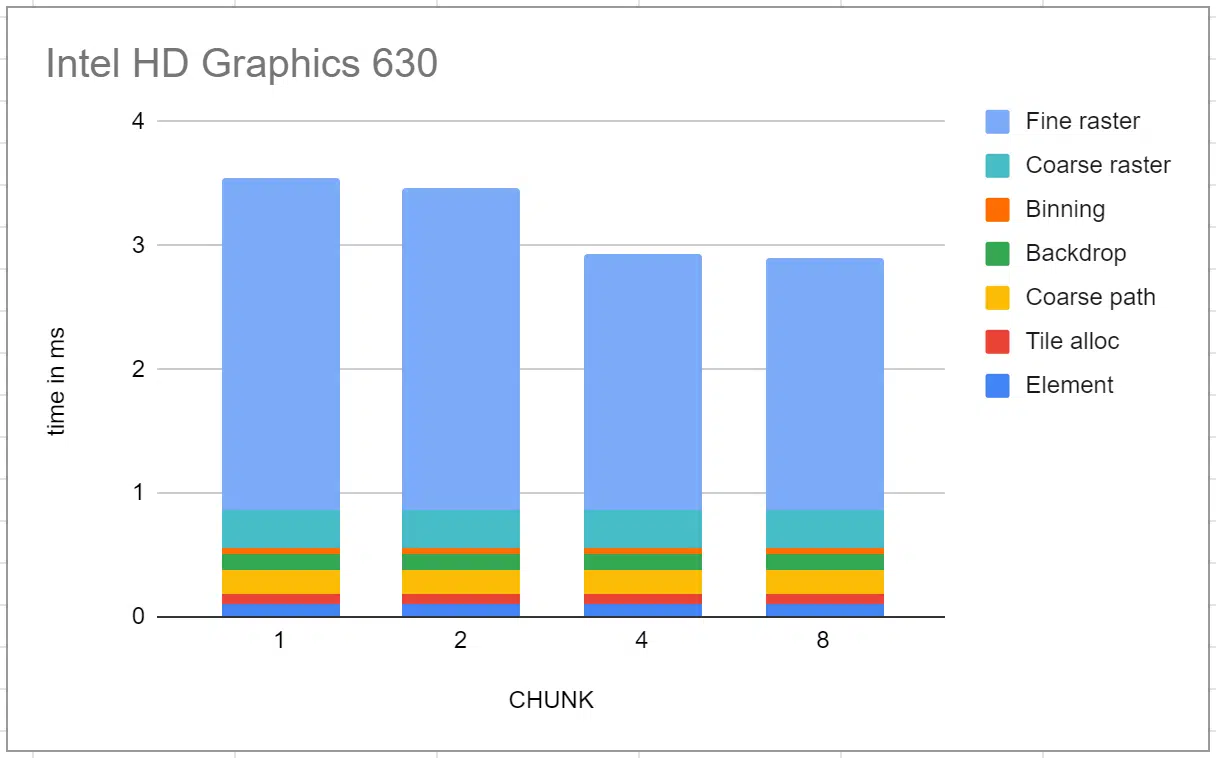 Intel HD Graphics 630
4
3
2
1
0
time in ms
1 2 4 8
CHUNK
Fine raster
Coarse raster
Binning
Backdrop
Coarse path
Tile alloc
Element